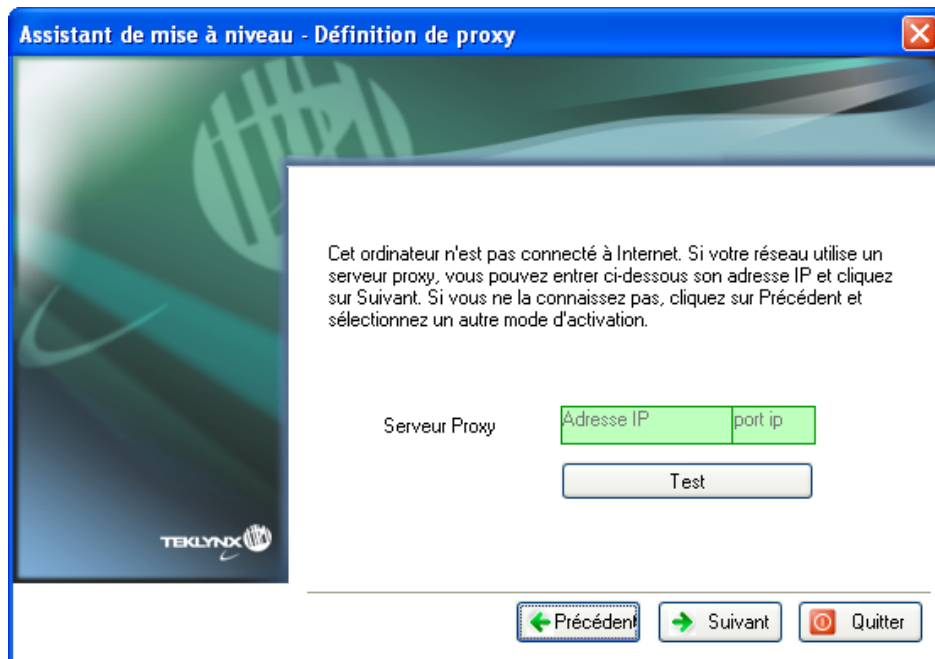 Assistant de mise à niveau - Définition de proxy
Cet ordinateur n'est pas connecté à Internet. Si votre réseau utilise un
serveur proxy, vous pouvez entrer ci-dessous son adresse IP et cliquez
sur Suivant. Si vous ne la connaissez pas, cliquez sur Précédent et
sélectionnez un autre mode d'activation.
Serveur Proxy
Adresse IP
port ip
Test
TEKLYNX
Précédent
Suivant
Quitter